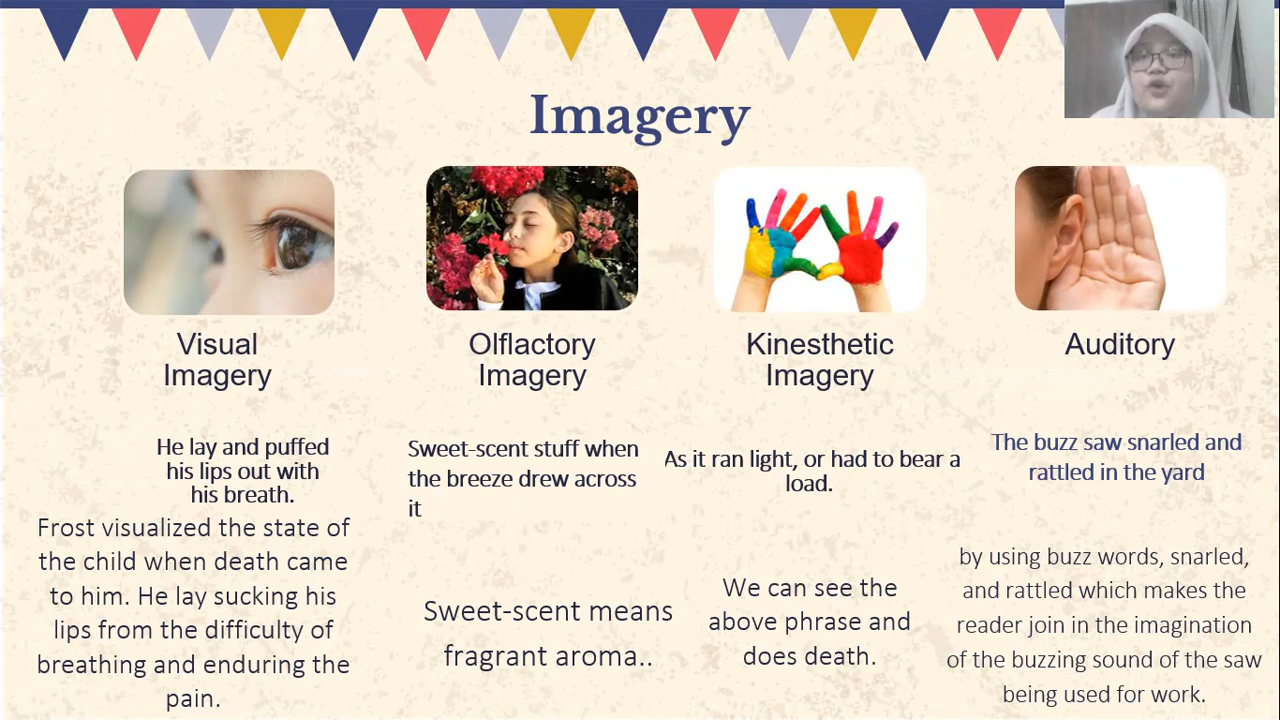 Imagery
Visual
Imagery
He lay and puffed
his lips out with
his breath.
Frost visualized the state of
the child when death came
to him. He lay sucking his
lips from the difficulty of
breathing and enduring the
pain.
Olflactory
Imagery
Sweet-scent stuff when
the breeze drew across
it
Sweet-scent means
fragrant aroma..
Kinesthetic
Imagery
As it ran light, or had to bear a
load.
We can see the
above phrase and
does death.
Auditory
The buzz saw snarled and
rattled in the yard
by using buzz words, snarled,
and rattled which makes the
reader join in the imagination
of the buzzing sound of the saw
being used for work.